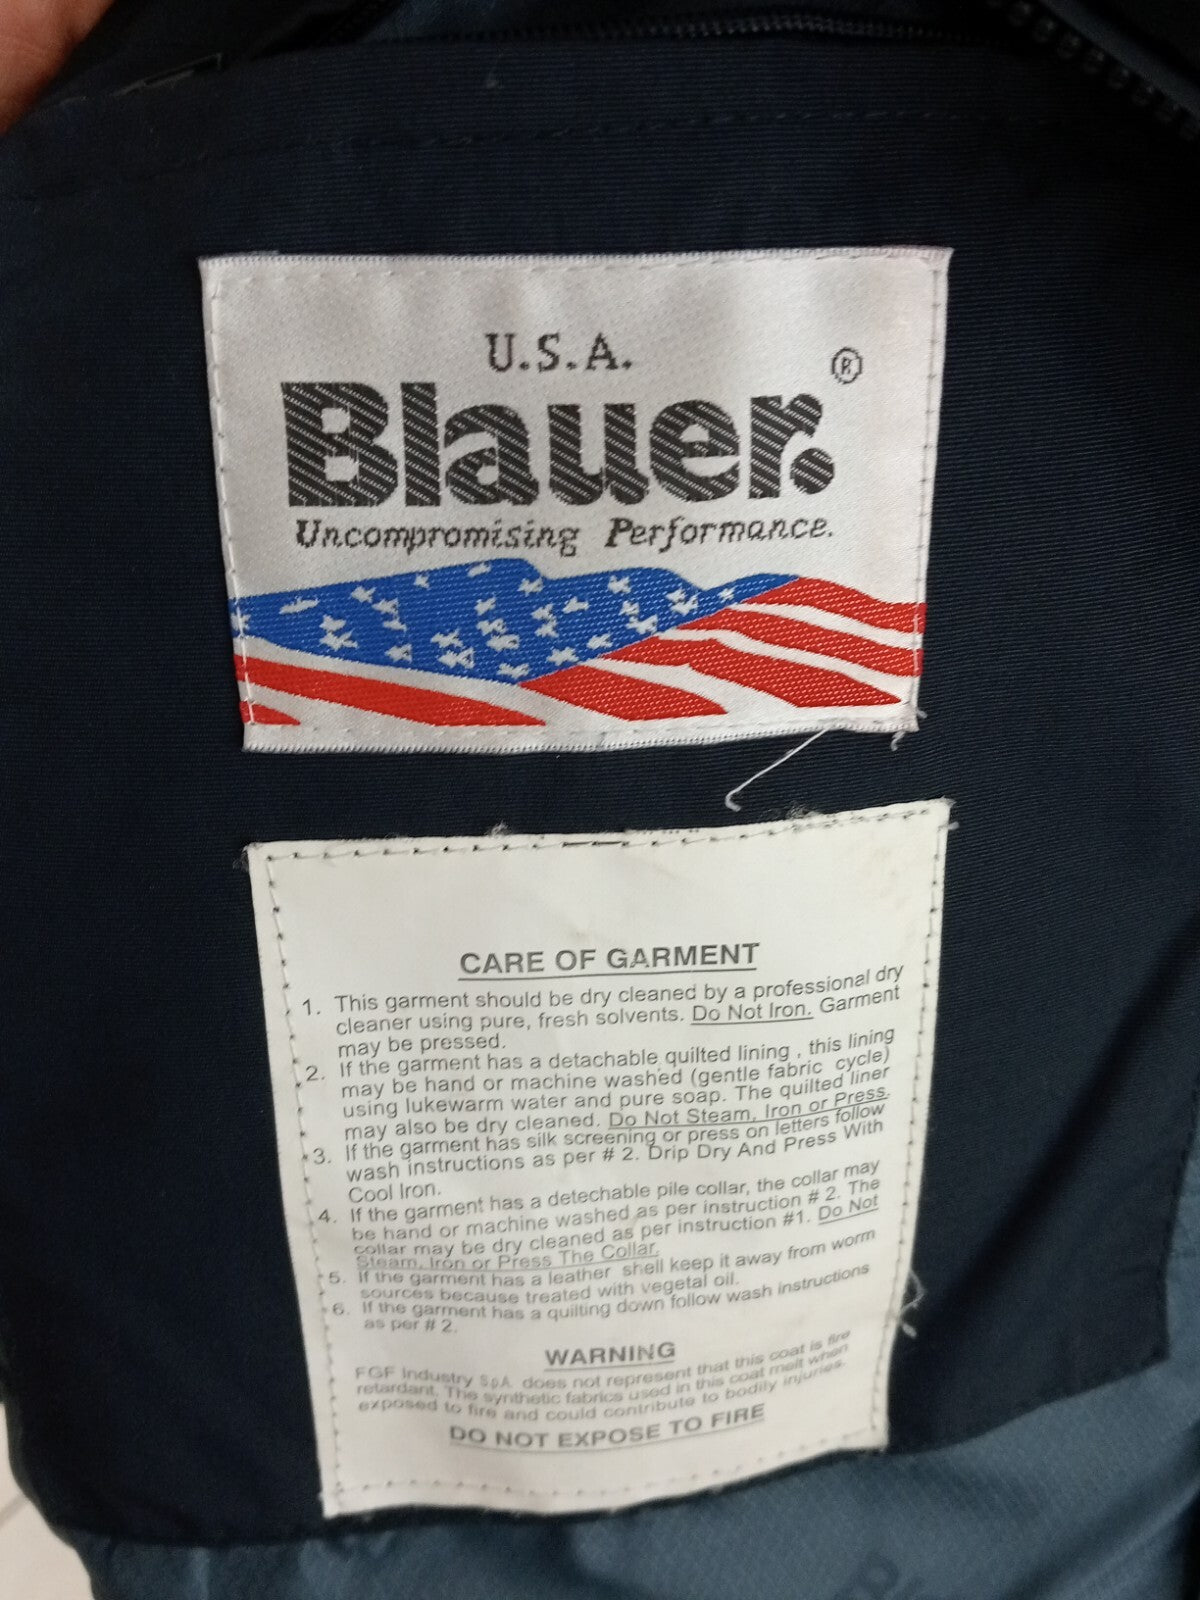 U.S.A.
Blauer.®
Uncompromising Performance.
CARE OF GARMENT
1. This garment should be dry cleaned by a professional dry
cleaner using pure, fresh solvents. Do Not Iron. Garment
may be pressed.
2. If the garment has a detachable quilted lining , this lining
may be hand or machine washed (gentle fabric cycle)
using lukewarm water and pure soap. The quilted liner
may also be dry cleaned. Do Not Steam, Iron or Press.
3. If the garment has silk screening or press on letters follow
wash instructions as per # 2. Drip Dry And Press With
Cool Iron.
4. If the garment has a detechable pile collar, the collar may
be hand or machine washed as per instruction # 2. The
collar may be dry cleaned as per instruction #1. Do Not
Steam, Iron or Press The Collar.
5. If the garment has a leather shell keep it away from worm
sources because treated with vegetal oil.
6. If the garment has a quilting down follow wash instructions
as per # 2.
WARNING
FGF Industry S.p.A. does not represent that this coat is fire
retardant. The synthetic fabrics used in this coat melt when
exposed to fire and could contribute to bodily injuries.
DO NOT EXPOSE TO FIRE